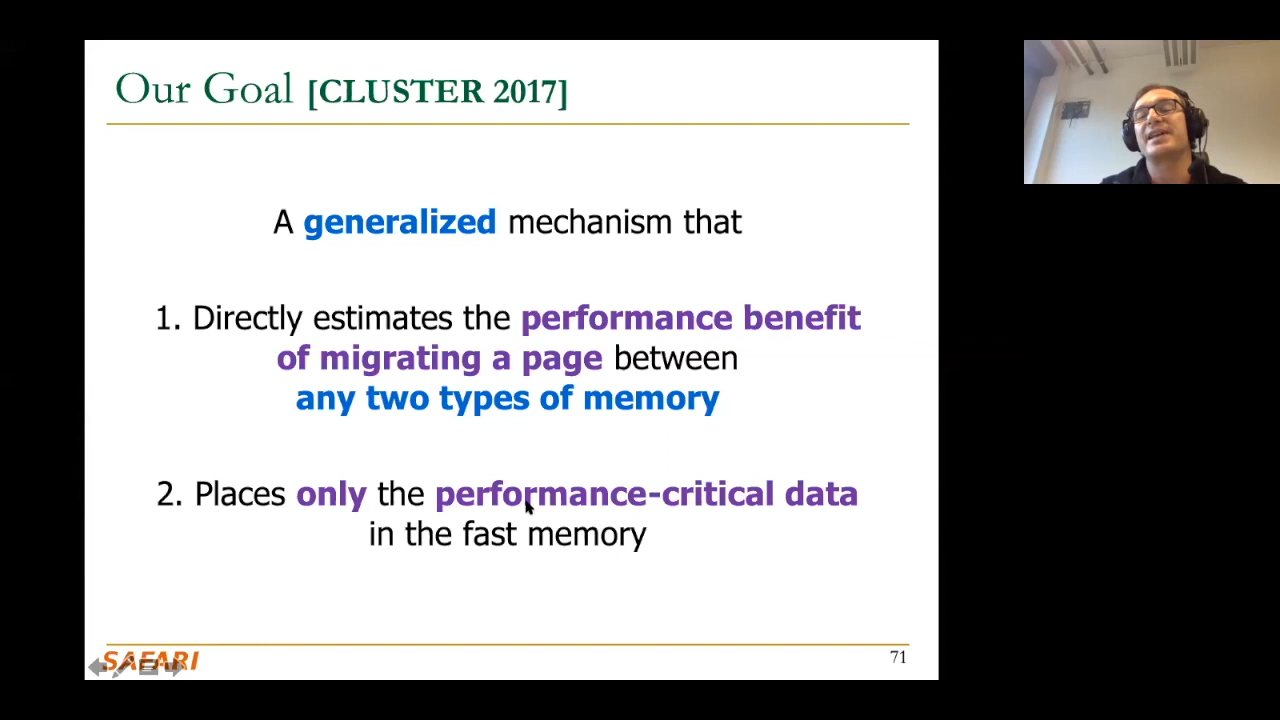 Our Goal [CLUSTER 2017]
A generalized mechanism that
1. Directly estimates the performance benefit
of migrating a page between
any two types of memory
2. Places only the performance-critical data
in the fast memory
SAFARI
71